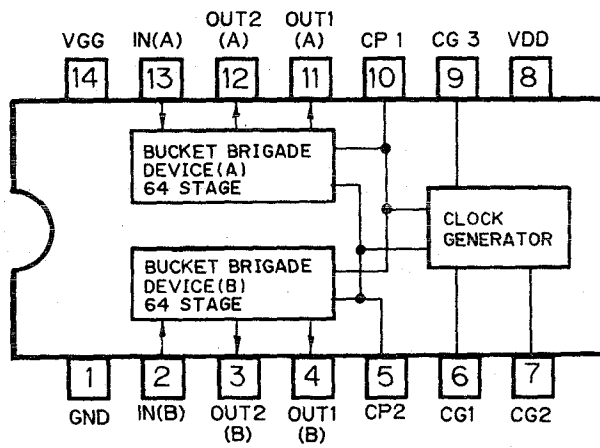 OUT2 OUT1
VGG IN(A) (A) (A) CP 1 CG 3 VDD
14 13 12 11 10 9 8
BUCKET BRIGADE
DEVICE(A)
64 STAGE
CLOCK
GENERATOR
BUCKET BRIGADE
DEVICE(B)
64 STAGE
1 2 3 4 5 6 7
GND IN(B) OUT2 OUT1 CP2 CG1 CG2
(B) (B)